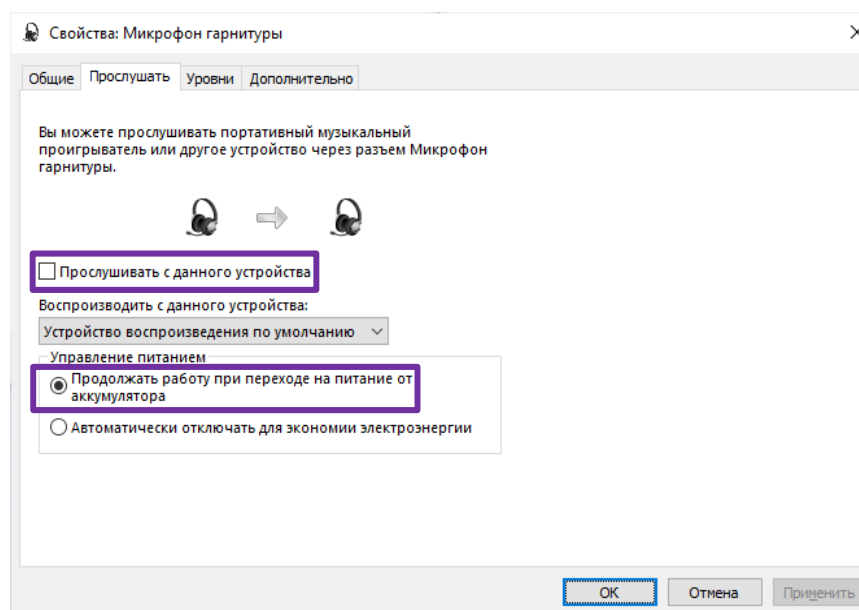 Свойства: Микрофон гарнитуры
Общие Прослушать Уровни Дополнительно
Вы можете прослушивать портативный музыкальный
проигрыватель или другое устройство через разъем Микрофон
гарнитуры.
Прослушивать с данного устройства
Воспроизводить с данного устройства:
Устройство воспроизведения по умолчанию
Управление питанием
Продолжать работу при переходе на питание от
аккумулятора
Автоматически отключать для экономии электроэнергии
ОК Отмена Применить